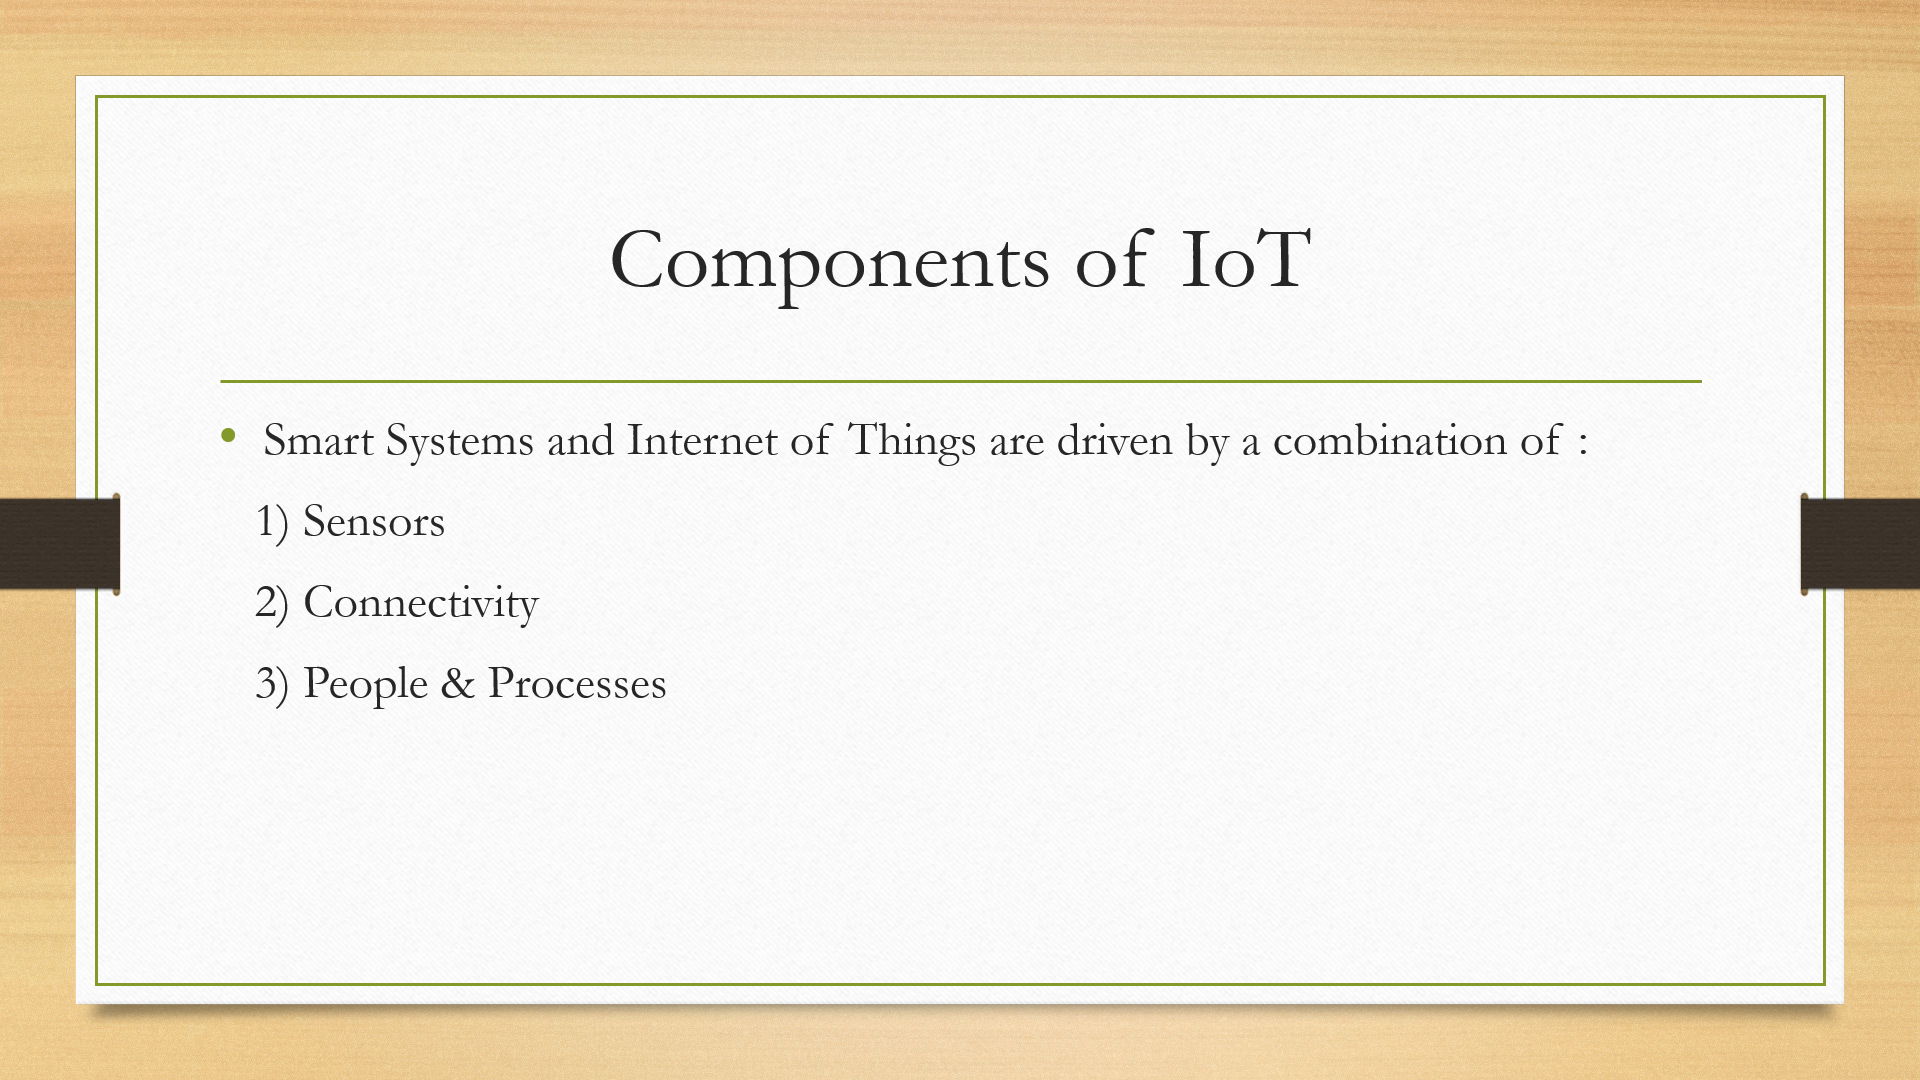 Components of IoT
• Smart Systems and Internet of Things are driven by a combination of :
1) Sensors
2) Connectivity
3) People & Processes